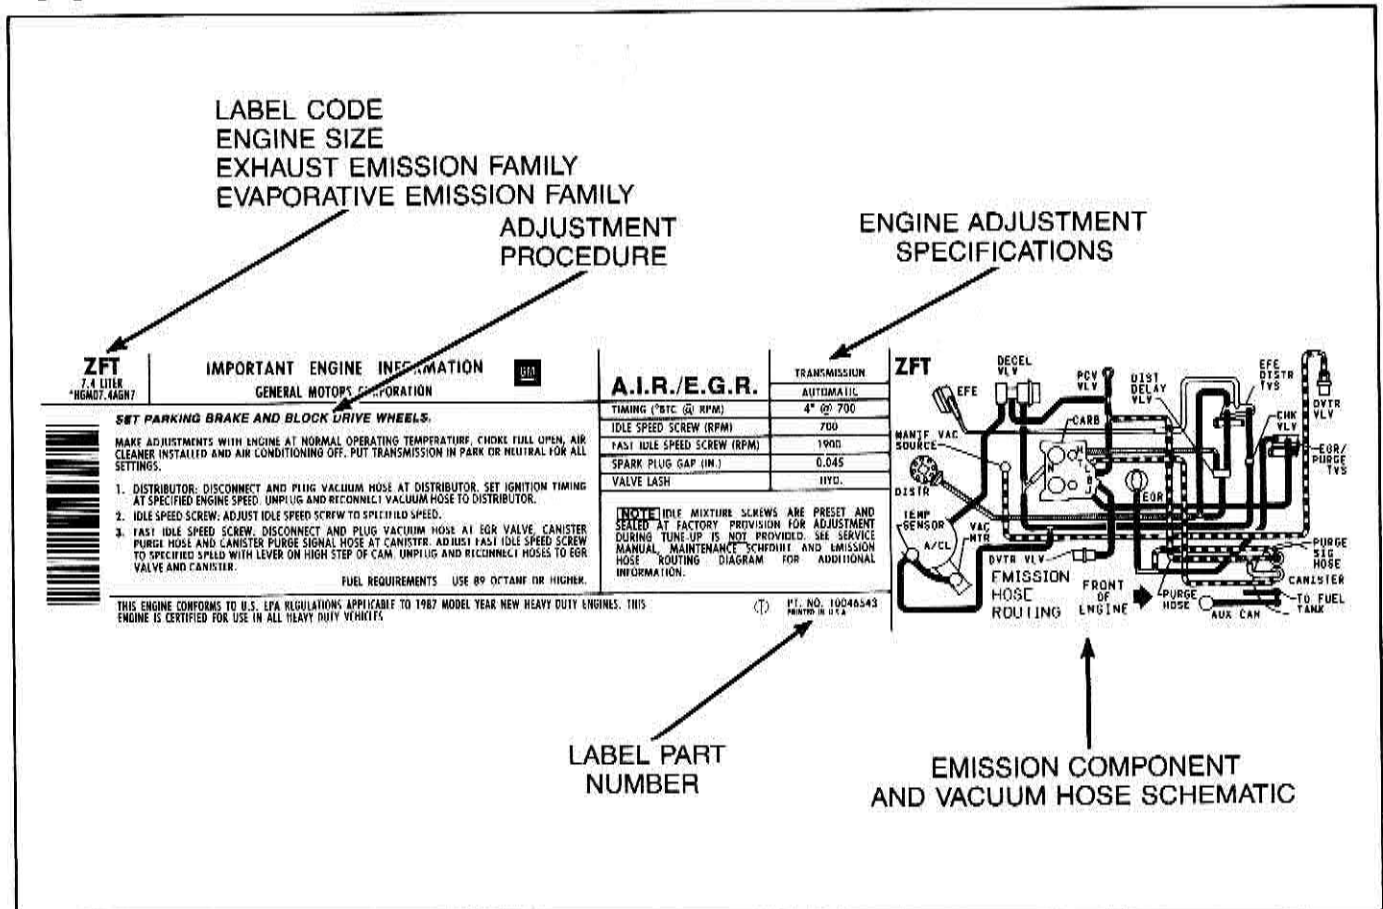 LABEL CODE
ENGINE SIZE
EXHAUST EMISSION FAMILY
EVAPORATIVE EMISSION FAMILY
ADJUSTMENT
PROCEDURE
ENGINE ADJUSTMENT
SPECIFICATIONS
ZFT
7.4 LITER
*HGM07.4AGH7
IMPORTANT ENGINE INFORMATION
GENERAL MOTORS CORPORATION
GM
SET PARKING BRAKE AND BLOCK DRIVE WHEELS.
MAKE ADJUSTMENTS WITH ENGINE AT NORMAL OPERATING TEMPERATURE, CHOKE FULL OPEN, AIR
CLEANER INSTALLED AND AIR CONDITIONING OFF. PUT TRANSMISSION IN PARK OR NEUTRAL FOR ALL
SETTINGS.
1. DISTRIBUTOR: DISCONNECT AND PLUG VACUUM HOSE AT DISTRIBUTOR. SET IGNITION TIMING
AT SPECIFIED ENGINE SPEED. UNPLUG AND RECONNECT VACUUM HOSE TO DISTRIBUTOR.
2. IDLE SPEED SCREW: ADJUST IDLE SPEED SCREW TO SPECIFIED SPEED.
3. FAST IDLE SPEED SCREW. DISCONNECT AND PLUG VACUUM HOSE AT EGR VALVE, CANISTER
PURGE HOSE AND CANISTER PURGE SIGNAL HOSE AT CANISTER. ADJUST FAST IDLE SPEED SCREW
TO SPECIFIED SPEED WITH LEVER ON HIGH STEP OF CAM. UNPLUG AND RECONNECT HOSES TO EGR
VALVE AND CANISTER.
FUEL REQUIREMENTS USE 89 OCTANE OR HIGHER.
THIS ENGINE CONFORMS TO U.S. EPA REGULATIONS APPLICABLE TO 1987 MODEL YEAR NEW HEAVY DUTY ENGINES. THIS
ENGINE IS CERTIFIED FOR USE IN ALL HEAVY DUTY VEHICLES
A.I.R./E.G.R.
TRANSMISSION
AUTOMATIC
TIMING (°BTC @ RPM) 4° @ 700
IDLE SPEED SCREW (RPM) 700
FAST IDLE SPEED SCREW (RPM) 1900
SPARK PLUG GAP (IN.) 0.045
VALVE LASH HYD.
NOTE IDLE MIXTURE SCREWS ARE PRESET AND
SEALED AT FACTORY PROVISION FOR ADJUSTMENT
DURING TUNE-UP IS NOT PROVIDED. SEE SERVICE
MANUAL, MAINTENANCE SCHEDULE AND EMISSION
HOSE ROUTING DIAGRAM FOR ADDITIONAL
INFORMATION.
PT. NO. 10046543
PRINTED IN U.S.A.
ZFT
DECEL
VLV
EFE
PCV
VLV
DIST
DELAY
VLV
EFE
DISTR
TVS
DVTR
VLV
CHK
VLV
CARB
MANIF VAC
SOURCE
EGR/
PURGE
TVS
DISTR
EGR
TEMP
SENSOR
A/CL
VAC
MTR
DVTR VLV
PURGE
SIG
HOSE
CANISTER
EMISSION
HOSE
ROUTING
FRONT
OF
ENGINE
PURGE
HOSE
AUX CAN
TO FUEL
TANK
LABEL PART
NUMBER
EMISSION COMPONENT
AND VACUUM HOSE SCHEMATIC